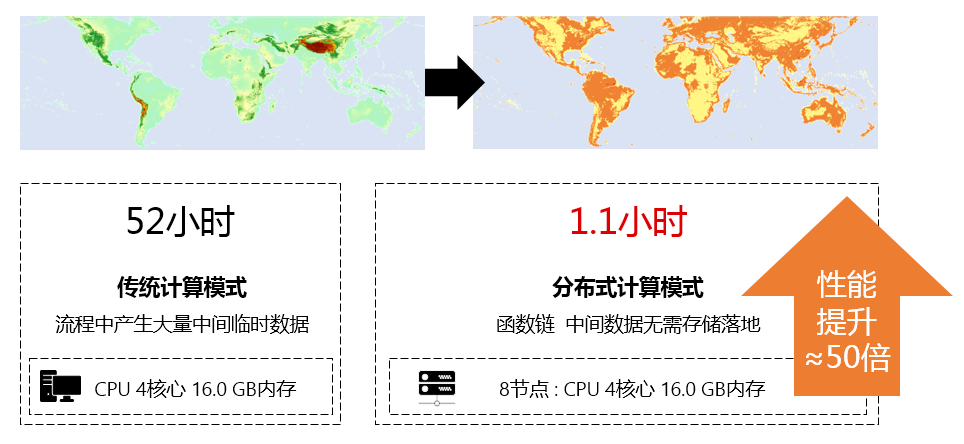 52小时
传统计算模式
流程中产生大量中间临时数据
CPU 4核心 16.0 GB内存
1.1小时
分布式计算模式
函数链 中间数据无需存储落地
8节点 : CPU 4核心 16.0 GB内存
性能
提升
≈50倍